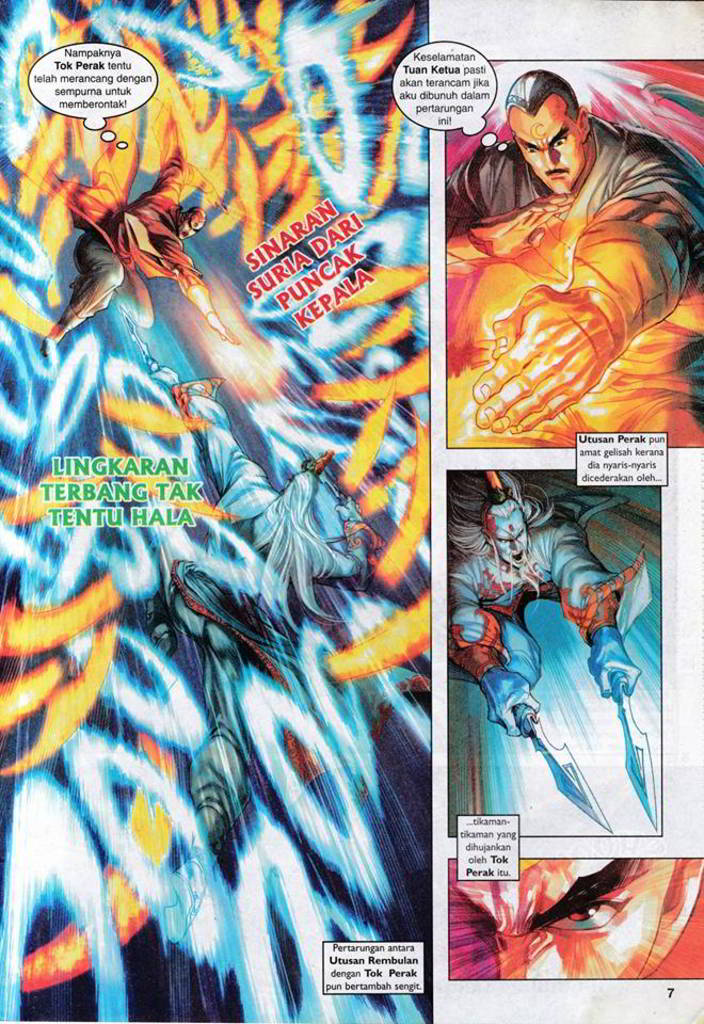 Nampaknya
Tok Perak tentu
telah merancang dengan
sempurna untuk
memberontak!
SINARAN
SURIA DARI
PUNCAK
KEPALA
LINGKARAN
TERBANG TAK
TENTU HALA
Pertarungan antara
Utusan Rembulan
dengan Tok Perak
pun bertambah sengit.
Keselamatan
Tuan Ketua pasti
akan terancam jika
aku dibunuh dalam
pertarungan
ini!
Utusan Perak pun
amat gelisah kerana
dia nyaris-nyaris
dicederakan oleh...
...tikaman-
tikaman yang
dihujankan
oleh Tok
Perak itu.
7